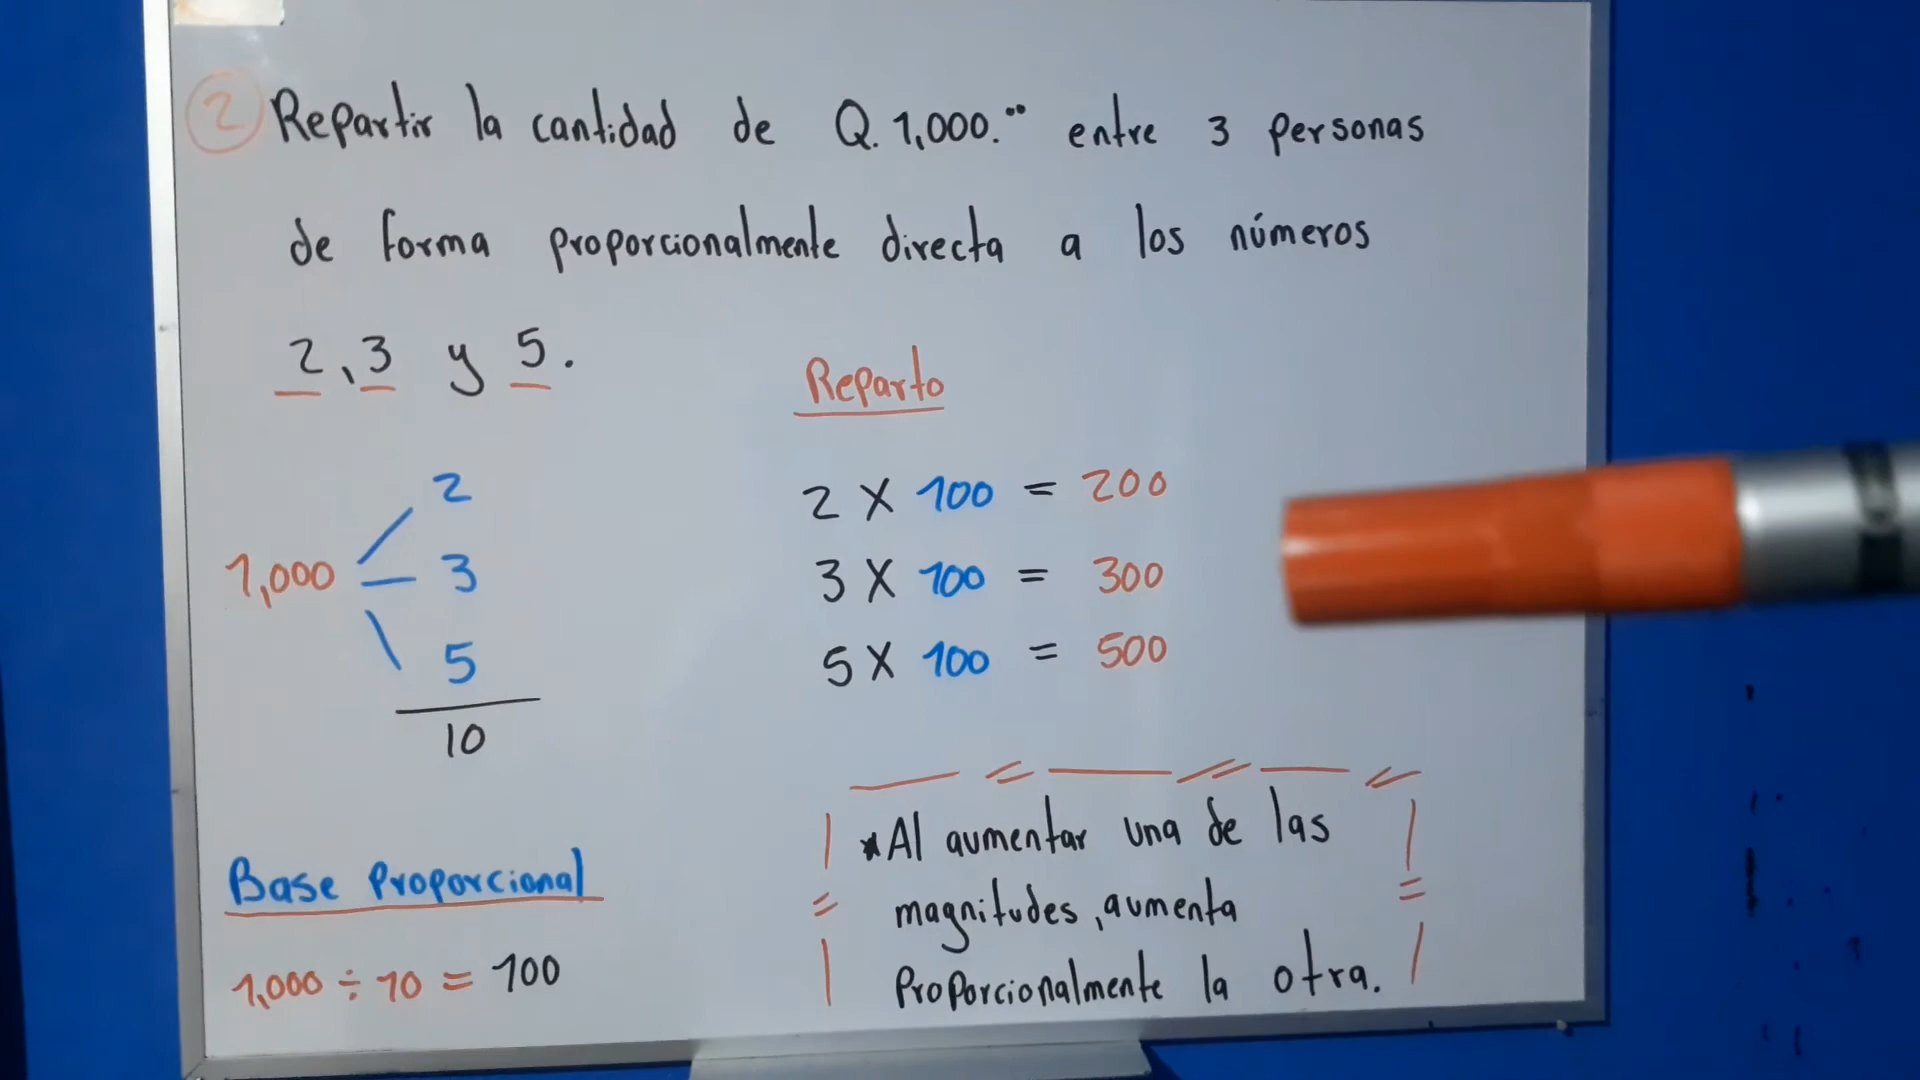 2 Repartir la cantidad de Q. 1,000.°° entre 3 personas
de forma proporcionalmente directa a los números
2, 3 y 5.
1,000
2
3
5
10
Base Proporcional
1,000 ÷ 10 = 100
Reparto
2 X 100 = 200
3 X 100 = 300
5 X 100 = 500
*Al aumentar una de las
magnitudes, aumenta
Proporcionalmente la otra.